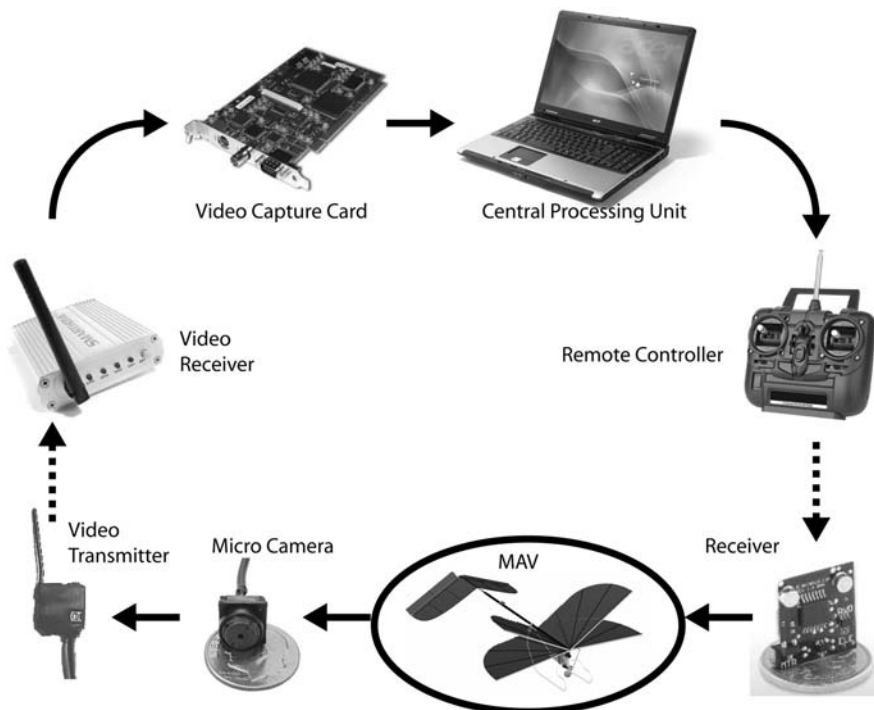 Video Capture Card
Central Processing Unit
Video
Receiver
Remote Controller
Video
Transmitter
Micro Camera
MAV
Receiver